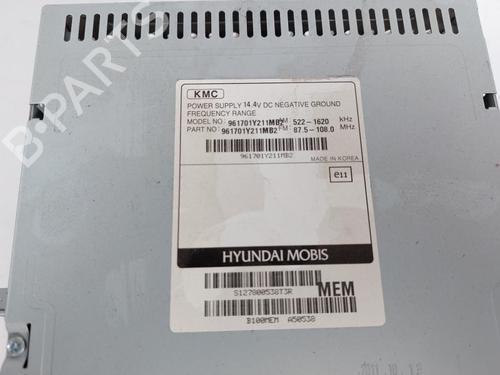 B-PARTS
KMC
POWER SUPPLY 14.4V DC NEGATIVE GROUND
FREQUENCY RANGE
MODEL NO: 961701Y211MB2 AM: 522-1620 kHz
PART NO: 961701Y211MB2 FM: 87.5-108.0 MHz
961701Y211MB2
MADE IN KOREA
e11
HYUNDAI MOBIS
S127800538T3R
MEM
B100MEM A50538